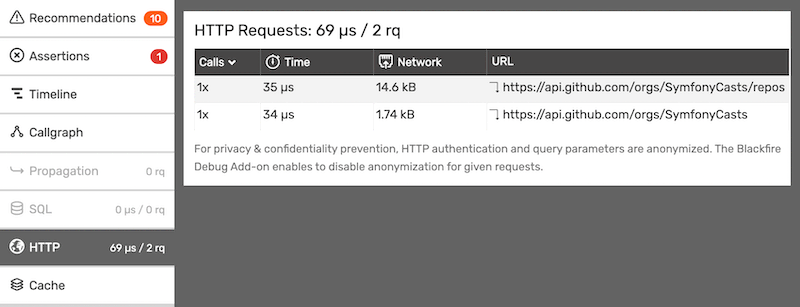 Recommendations 10
Assertions 1
Timeline
Callgraph
Propagation 0 rq
SQL 0 µs / 0 rq
HTTP 69 µs / 2 rq
Cache
HTTP Requests: 69 µs / 2 rq
Calls Time Network URL
1x 35 µs 14.6 kB https://api.github.com/orgs/SymfonyCasts/repos
1x 34 µs 1.74 kB https://api.github.com/orgs/SymfonyCasts
For privacy & confidentiality prevention, HTTP authentication and query parameters are anonymized. The Blackfire
Debug Add-on enables to disable anonymization for given requests.